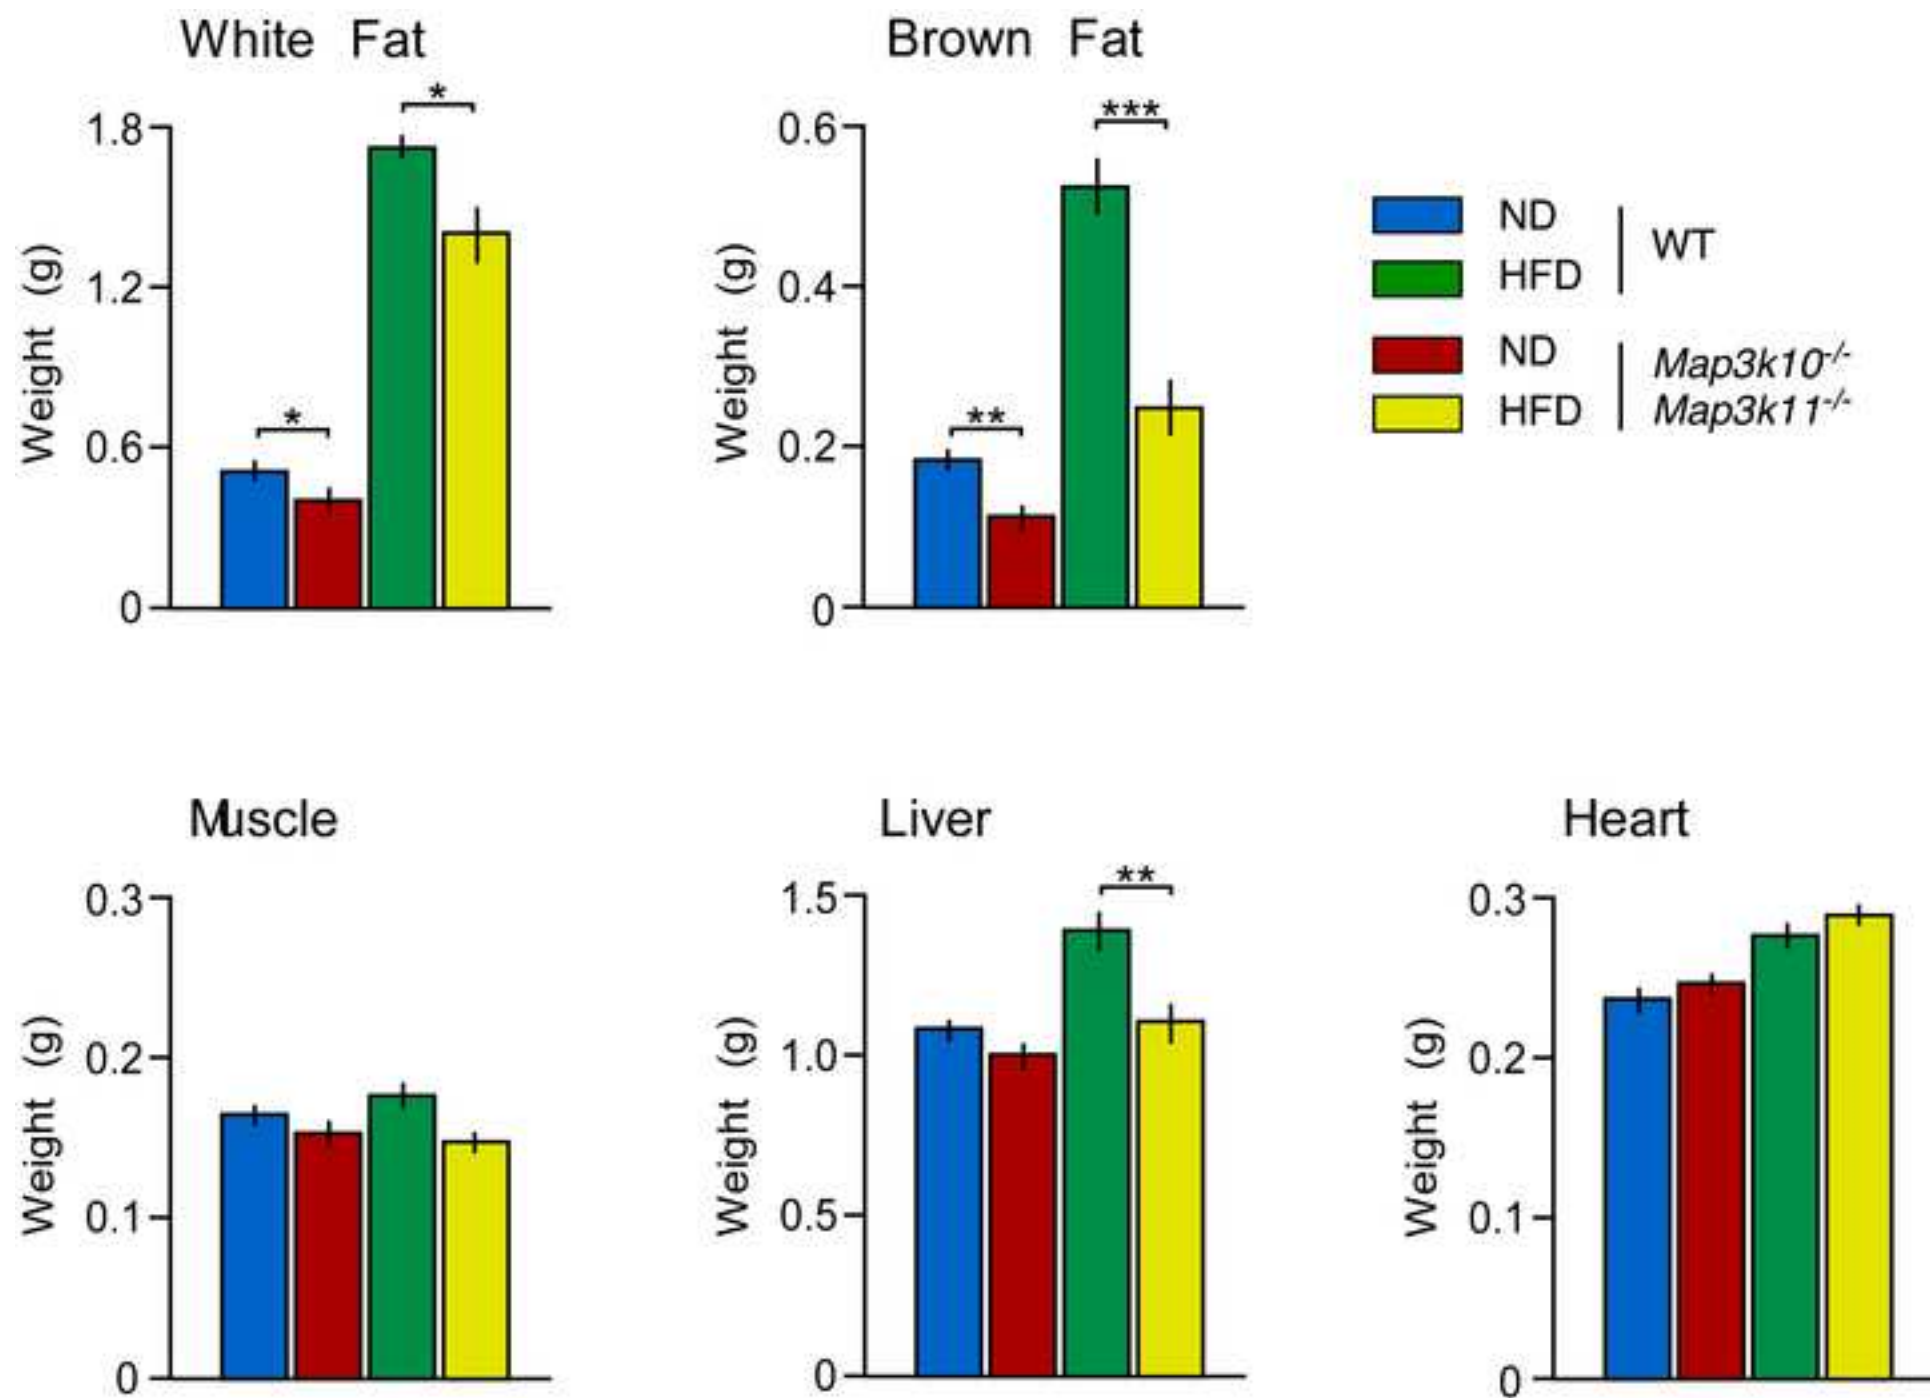 White Fat
Weight (g)
1.8
1.2
0.6
0
*
*
Brown Fat
Weight (g)
0.6
0.4
0.2
0
**
***
ND
HFD
WT
ND
HFD
Map3k10-/-
Map3k11-/-
Muscle
Weight (g)
0.3
0.2
0.1
0
Liver
Weight (g)
1.5
1.0
0.5
0
**
Heart
Weight (g)
0.3
0.2
0.1
0